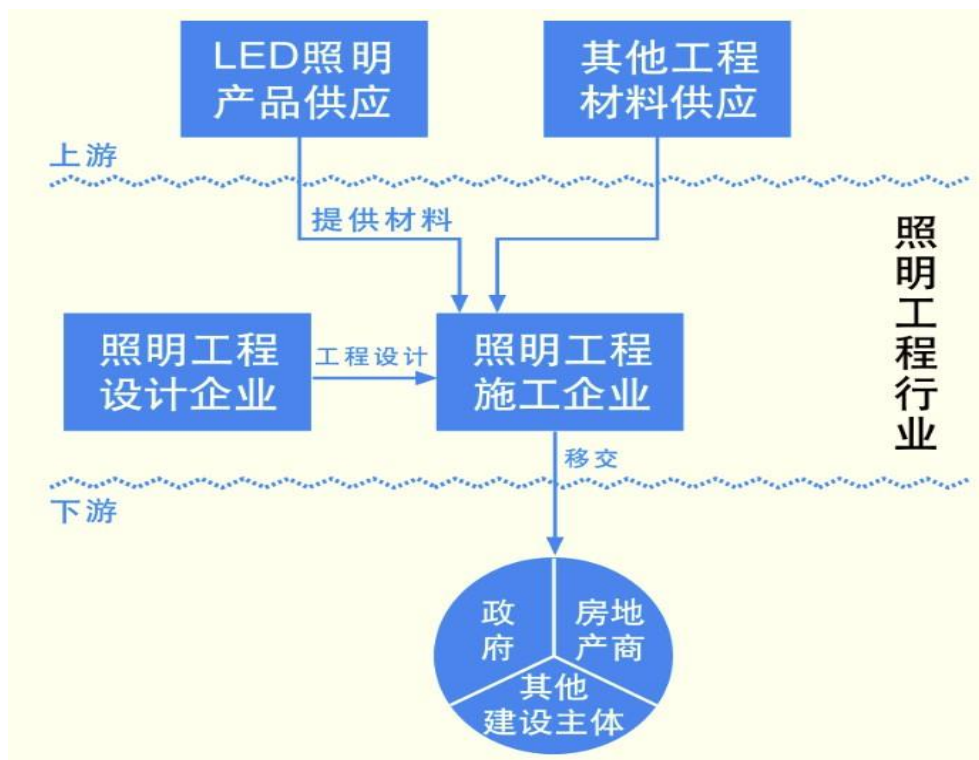 LED照明
产品供应
其他工程
材料供应
上游
提供材料
照明工程
设计企业
工程设计
照明工程
施工企业
照明工程行业
移交
下游
政府
房地
产商
其他
建设主体